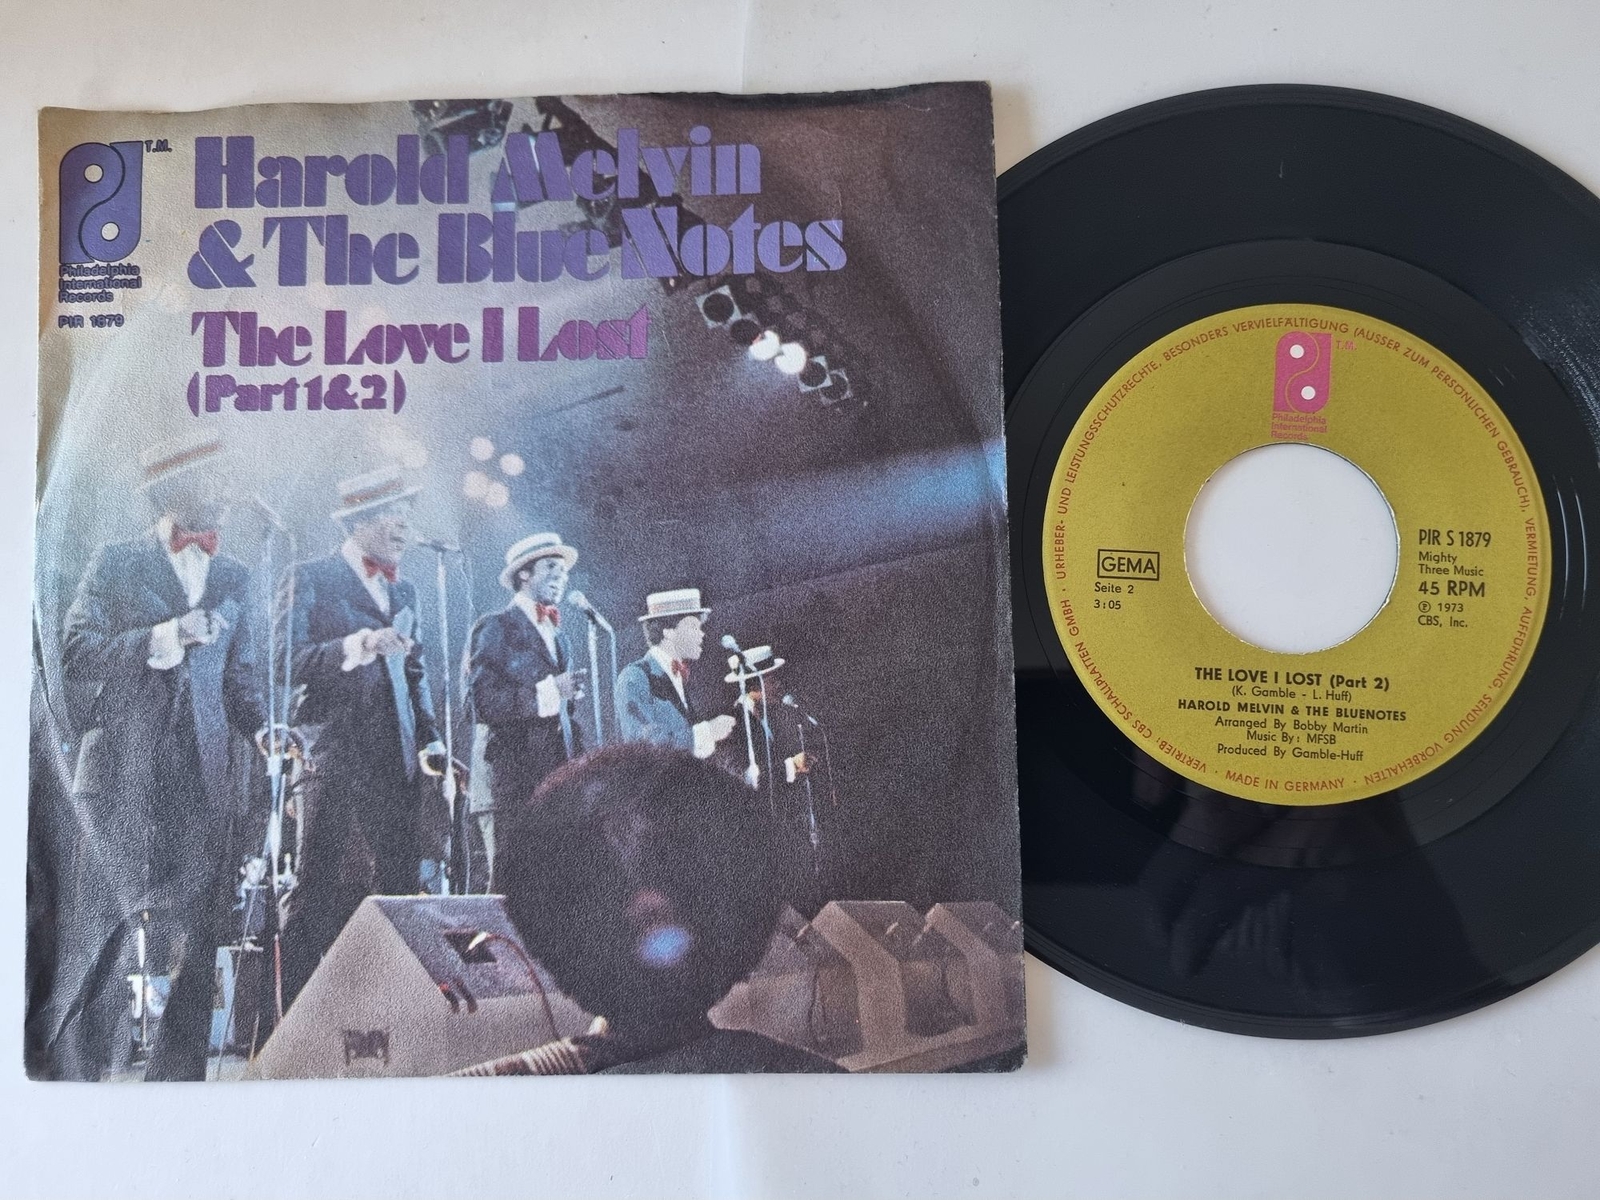 T.M.
Harold Melvin
& The Blue Notes
Philadelphia
International
Records
PIR 1879
The Love I Lost
(Part 1&2)
URHEBER- UND LEISTUNGSSCHUTZRECHTE, BESONDERS VERVIELFÄLTIGUNG (AUSSER ZUM PERSÖNLICHEN GEBRAUCH), VERMIETUNG, AUFFÜHRUNG, SENDUNG VORBEHALTEN · MADE IN GERMANY · VERTRIEB: CBS SCHALLPLATTEN GMBH ·
T.M.
Philadelphia
International
Records
GEMA
Seite 2
3:05
PIR S 1879
Mighty
Three Music
45 RPM
Ⓟ 1973
CBS, Inc.
THE LOVE I LOST (Part 2)
(K. Gamble - L. Huff)
HAROLD MELVIN & THE BLUENOTES
Arranged By Bobby Martin
Music By: MFSB
Produced By Gamble-Huff